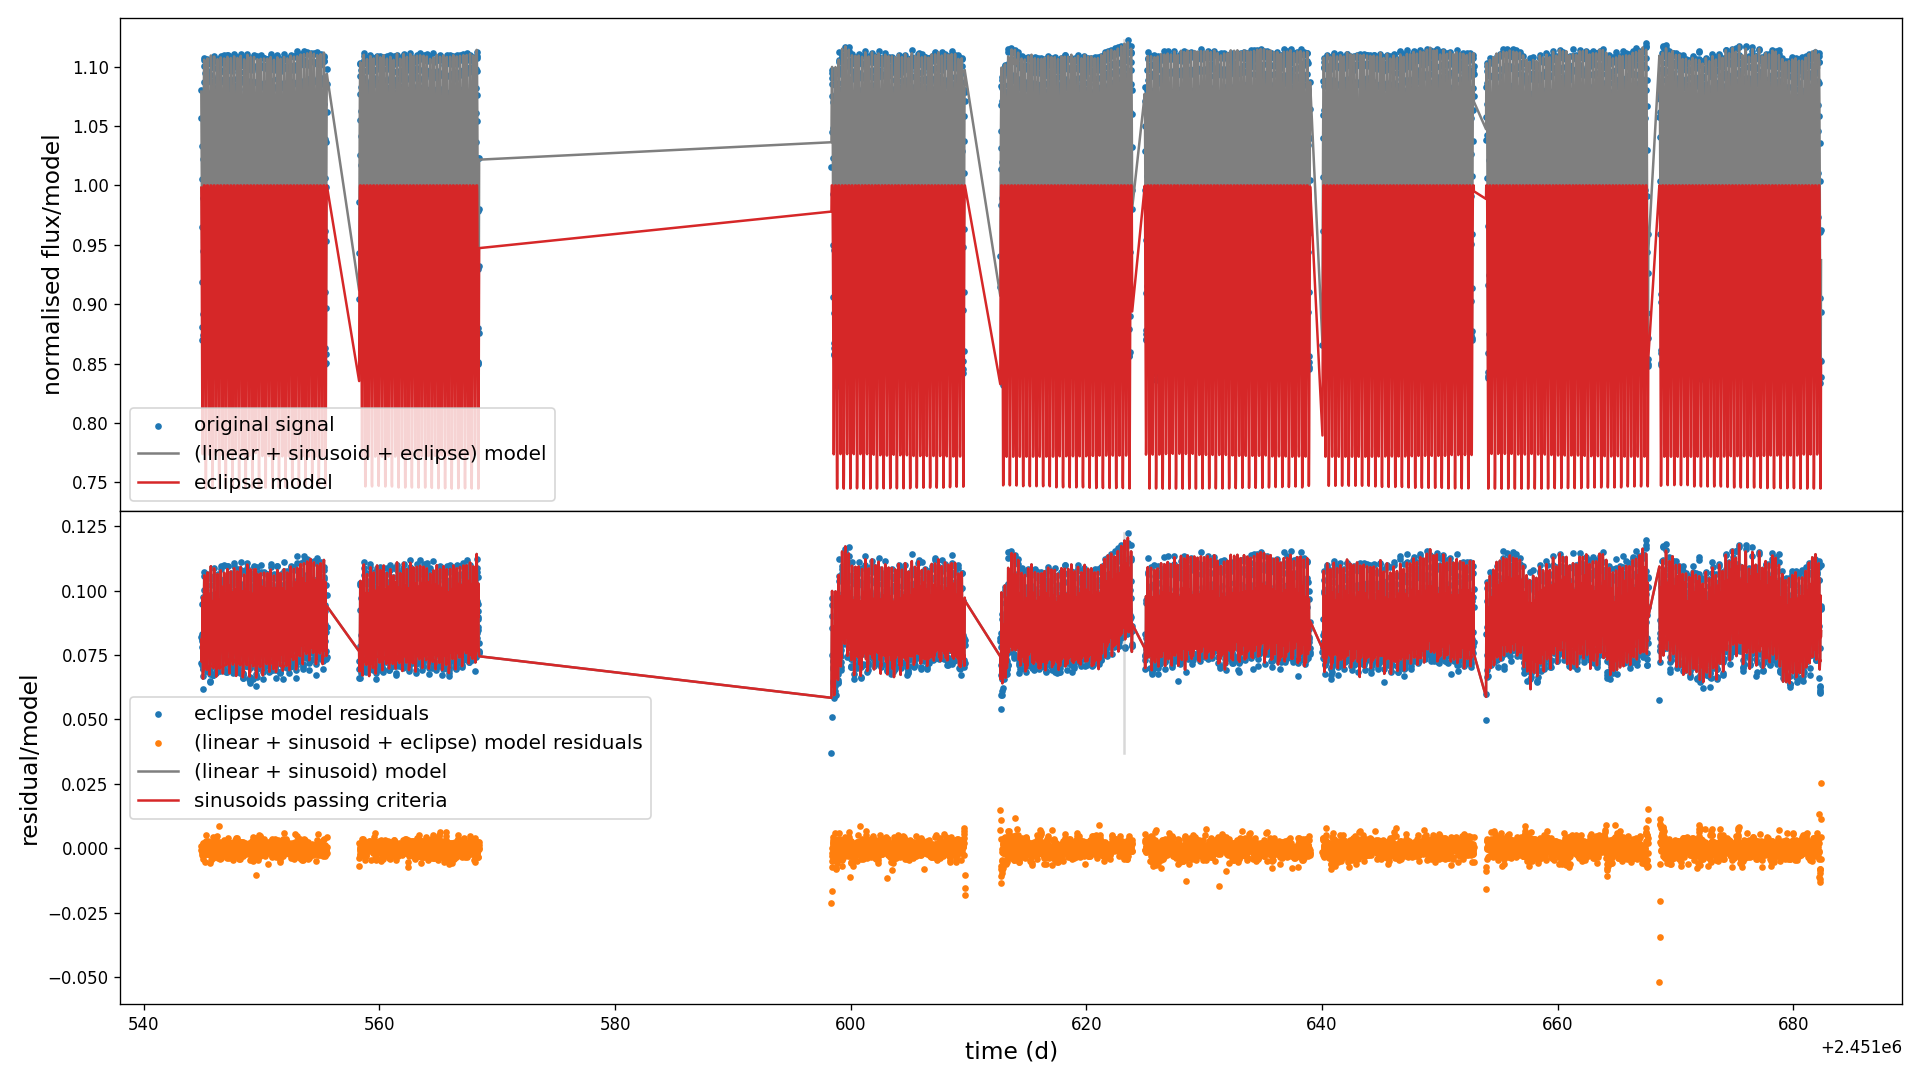 normalised flux/model
1.10
1.05
1.00
0.95
0.90
0.85
0.80
0.75
original signal
(linear + sinusoid + eclipse) model
eclipse model
residual/model
0.125
0.100
0.075
0.050
0.025
0.000
−0.025
−0.050
eclipse model residuals
(linear + sinusoid + eclipse) model residuals
(linear + sinusoid) model
sinusoids passing criteria
540 560 580 600 620 640 660 680
time (d)
+2.451e6